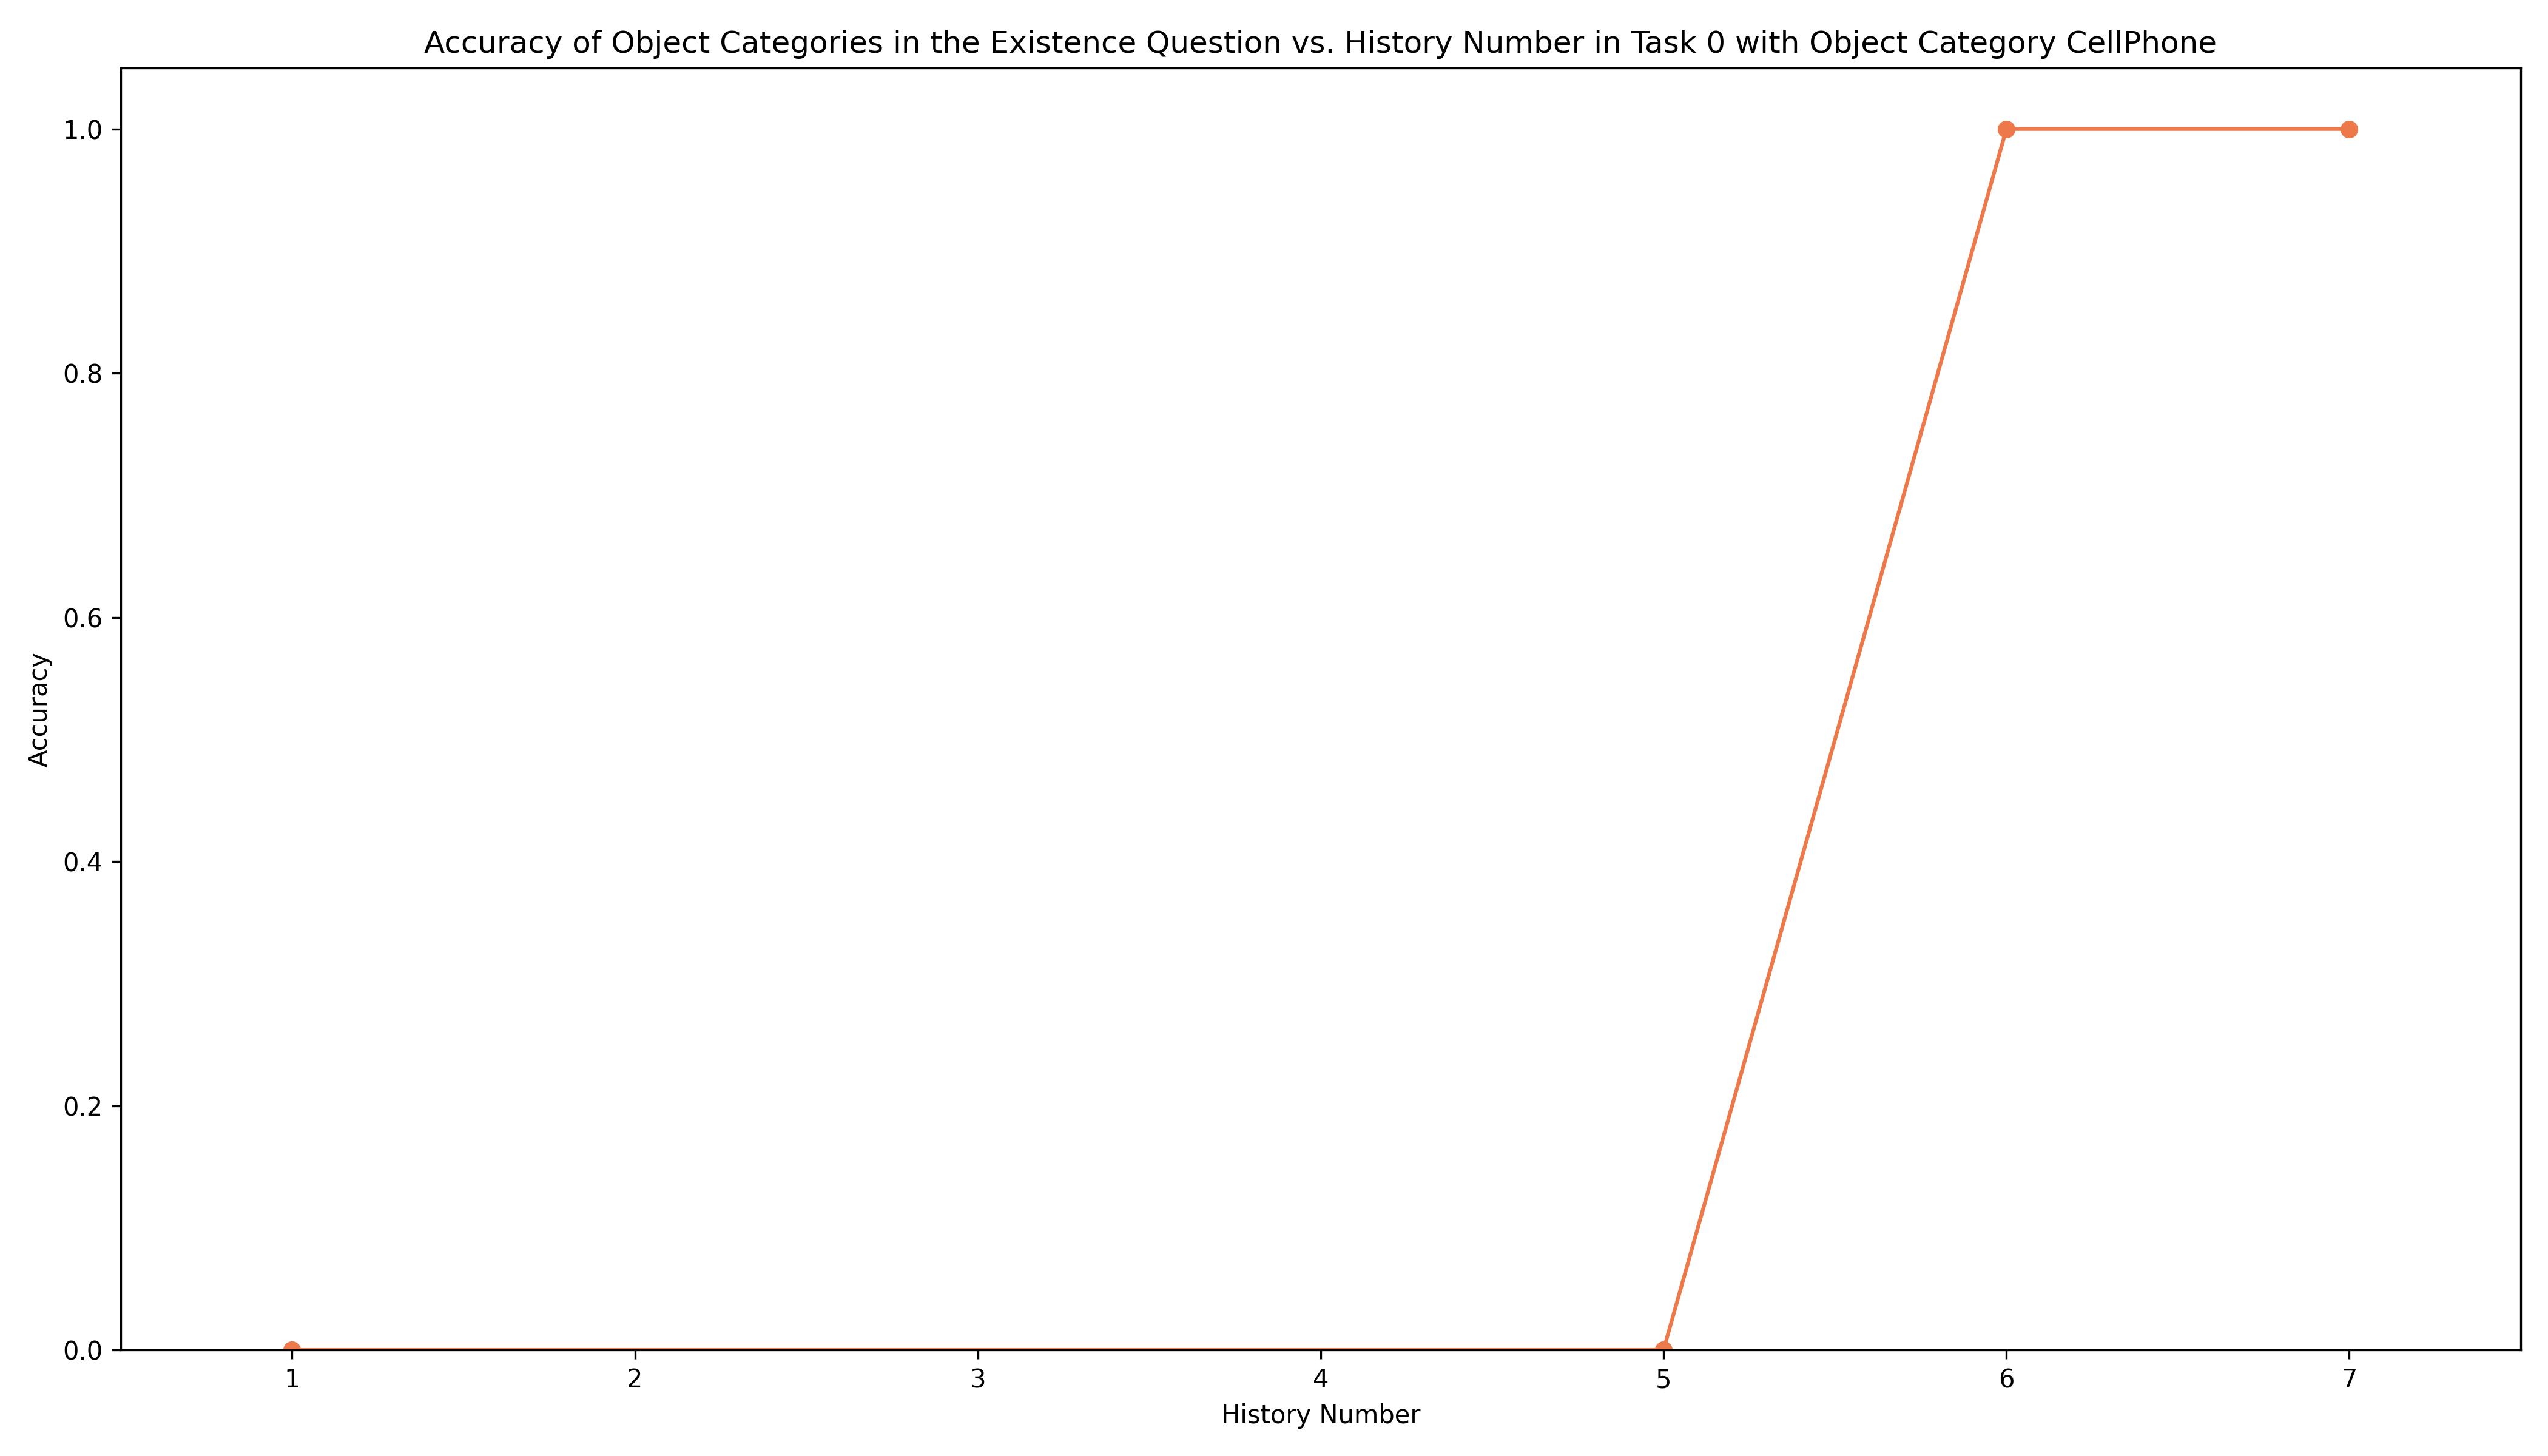 Accuracy of Object Categories in the Existence Question vs. History Number in Task 0 with Object Category CellPhone
1.0
0.8
0.6
0.4
0.2
0.0
Accuracy
1 2 3 4 5 6 7
History Number